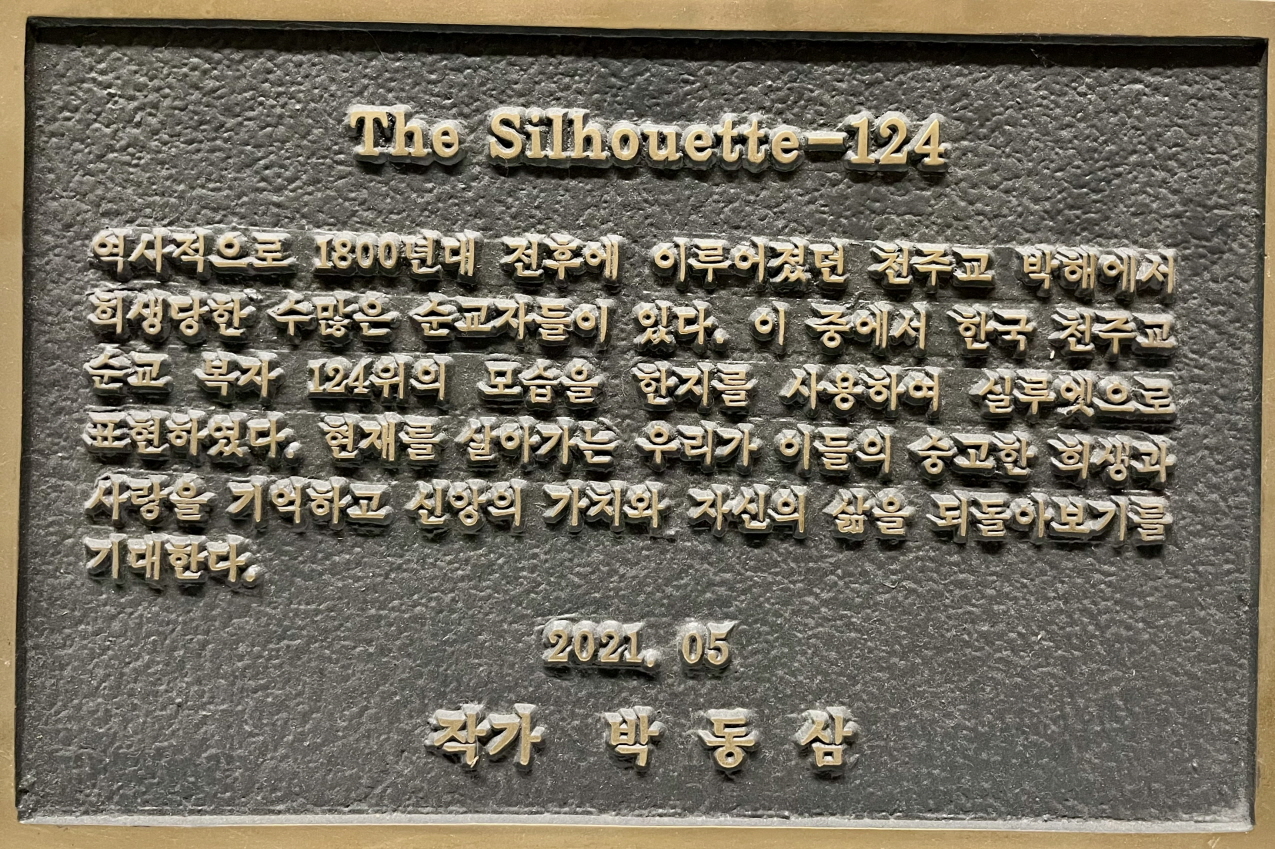 The Silhouette-124
역사적으로 1800년대 전후에 이루어졌던 천주교 박해에서
희생당한 수많은 순교자들이 있다. 이 중에서 한국 천주교
순교 복자 124위의 모습을 한지를 사용하여 실루엣으로
표현하였다. 현재를 살아가는 우리가 이들의 숭고한 희생과
사랑을 기억하고 신앙의 가치와 자신의 삶을 되돌아보기를
기대한다.
2021. 05
작가 박 동 삼